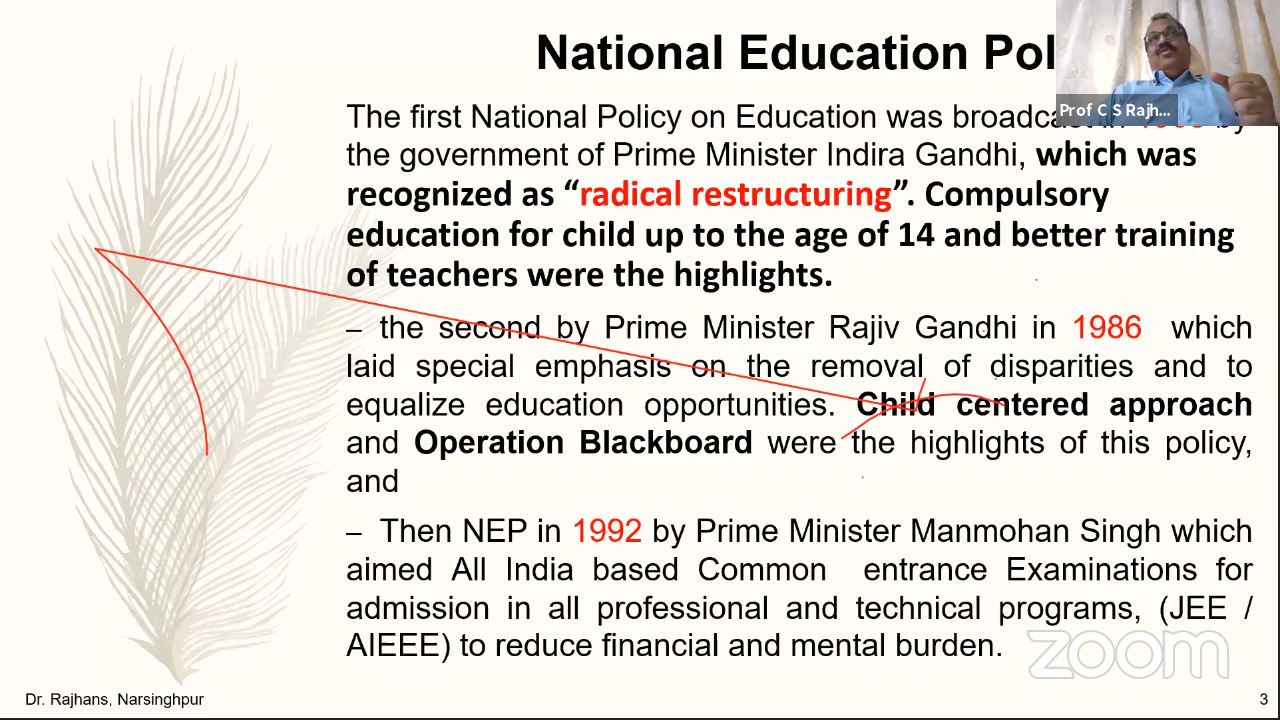 National Education Pol
Prof C S Rajh...
The first National Policy on Education was broadcast in by
the government of Prime Minister Indira Gandhi, which was
recognized as “radical restructuring”. Compulsory
education for child up to the age of 14 and better training
of teachers were the highlights.
– the second by Prime Minister Rajiv Gandhi in 1986 which
laid special emphasis on the removal of disparities and to
equalize education opportunities. Child centered approach
and Operation Blackboard were the highlights of this policy,
and
– Then NEP in 1992 by Prime Minister Manmohan Singh which
aimed All India based Common entrance Examinations for
admission in all professional and technical programs, (JEE /
AIEEE) to reduce financial and mental burden.
zoom
Dr. Rajhans, Narsinghpur
3